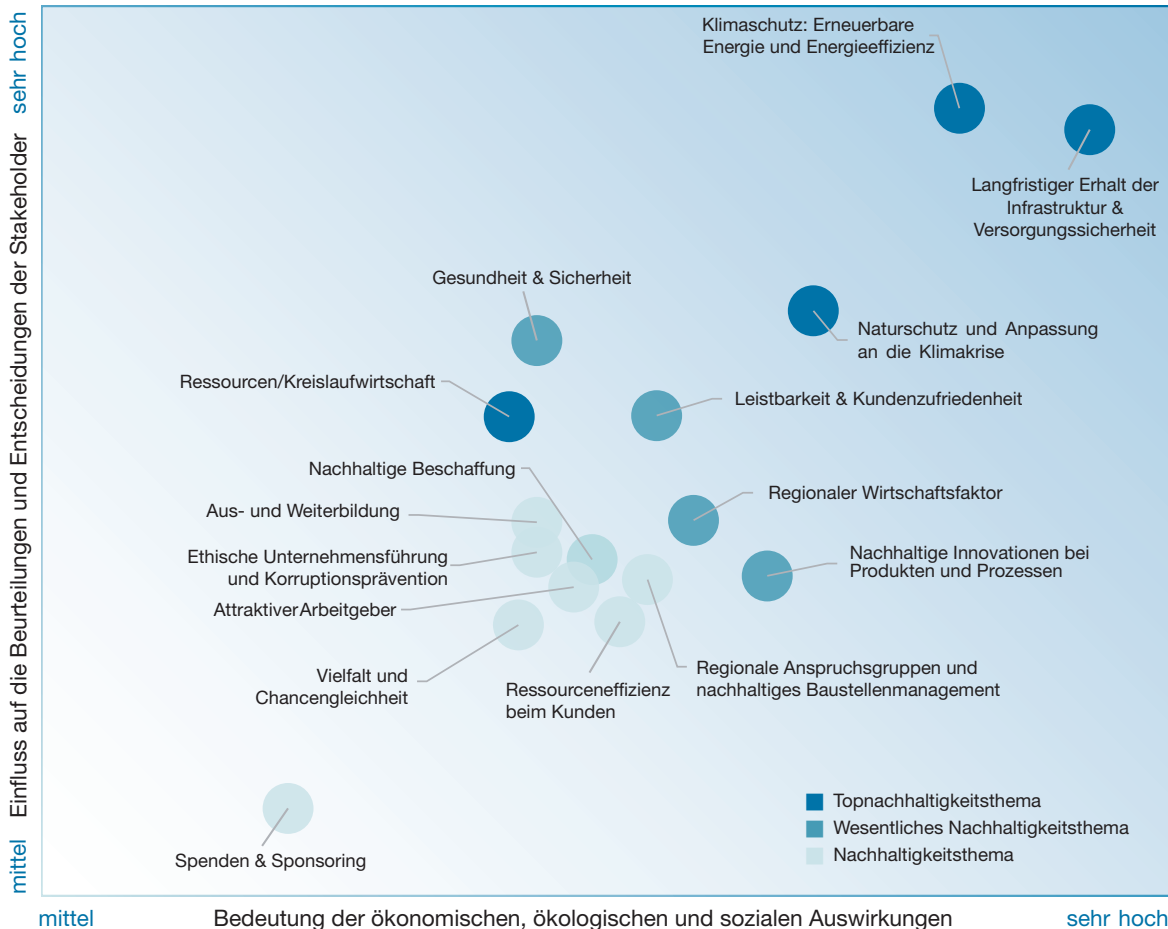 sehr hoch
Einfluss auf die Beurteilungen und Entscheidungen der Stakeholder
mittel
Klimaschutz: Erneuerbare
Energie und Energieeffizienz
Langfristiger Erhalt der
Infrastruktur &
Versorgungssicherheit
Gesundheit & Sicherheit
Naturschutz und Anpassung
an die Klimakrise
Ressourcen/Kreislaufwirtschaft
Leistbarkeit & Kundenzufriedenheit
Nachhaltige Beschaffung
Regionaler Wirtschaftsfaktor
Aus- und Weiterbildung
Ethische Unternehmensführung
und Korruptionsprävention
Nachhaltige Innovationen bei
Produkten und Prozessen
Attraktiver Arbeitgeber
Vielfalt und
Chancengleichheit
Ressourceneffizienz
beim Kunden
Regionale Anspruchsgruppen und
nachhaltiges Baustellenmanagement
Spenden & Sponsoring
Topnachhaltigkeitsthema
Wesentliches Nachhaltigkeitsthema
Nachhaltigkeitsthema
mittel
Bedeutung der ökonomischen, ökologischen und sozialen Auswirkungen
sehr hoch